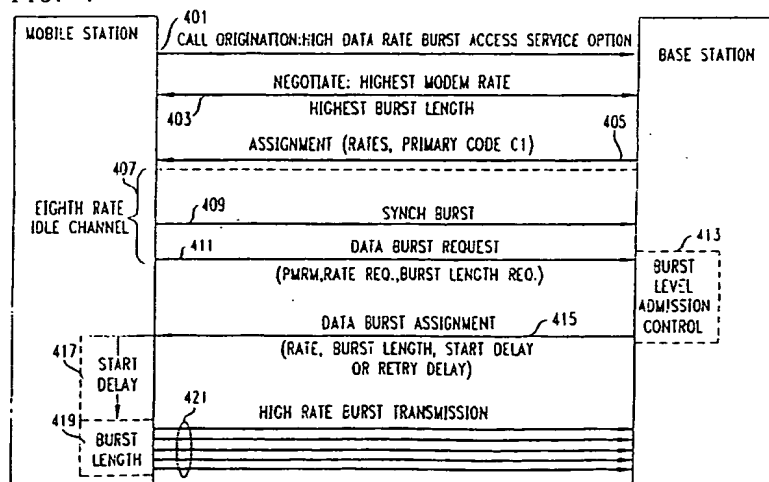 MOBILE STATION
BASE STATION
401
CALL ORIGINATION:HIGH DATA RATE BURST ACCESS SERVICE OPTION
NEGOTIATE: HIGHEST MODEM RATE
403
HIGHEST BURST LENGTH
405
ASSIGNMENT (RATES, PRIMARY CODE C1)
407
EIGHTH RATE
IDLE CHANNEL
409
SYNCH BURST
411
DATA BURST REQUEST
(PMRM,RATE REQ.,BURST LENGTH REQ.)
413
BURST
LEVEL
ADMISSION
CONTROL
DATA BURST ASSIGNMENT
415
(RATE, BURST LENGTH, START DELAY
OR RETRY DELAY)
417
START
DELAY
419
BURST
LENGTH
421
HIGH RATE BURST TRANSMISSION